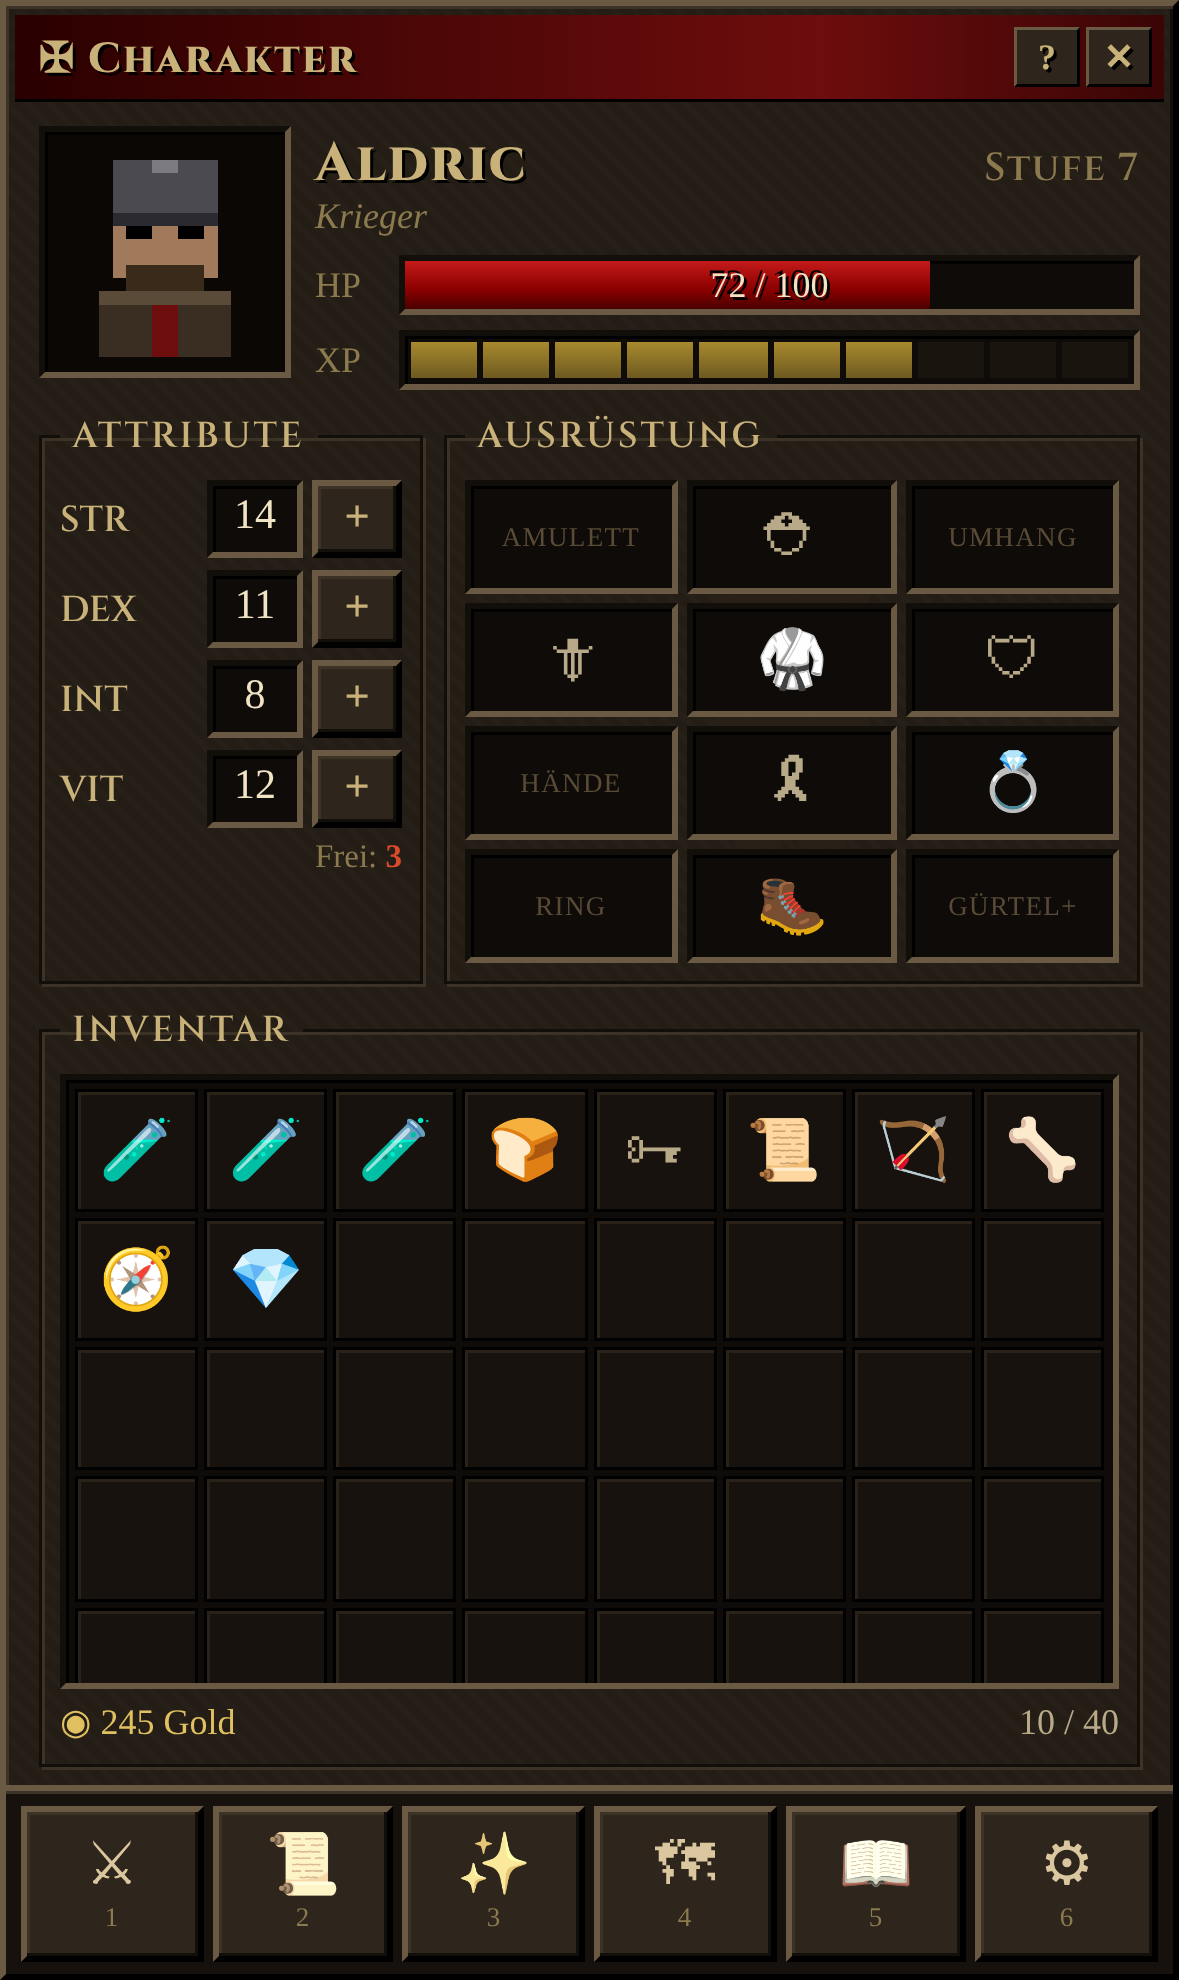 ✠ Charakter ? ✕
Aldric Stufe 7
Krieger
HP 72 / 100
XP
ATTRIBUTE
STR 14 +
DEX 11 +
INT 8 +
VIT 12 +
Frei: 3
AUSRÜSTUNG
AMULETT UMHANG
HÄNDE
RING GÜRTEL+
INVENTAR
◉ 245 Gold 10 / 40
1 2 3 4 5 6